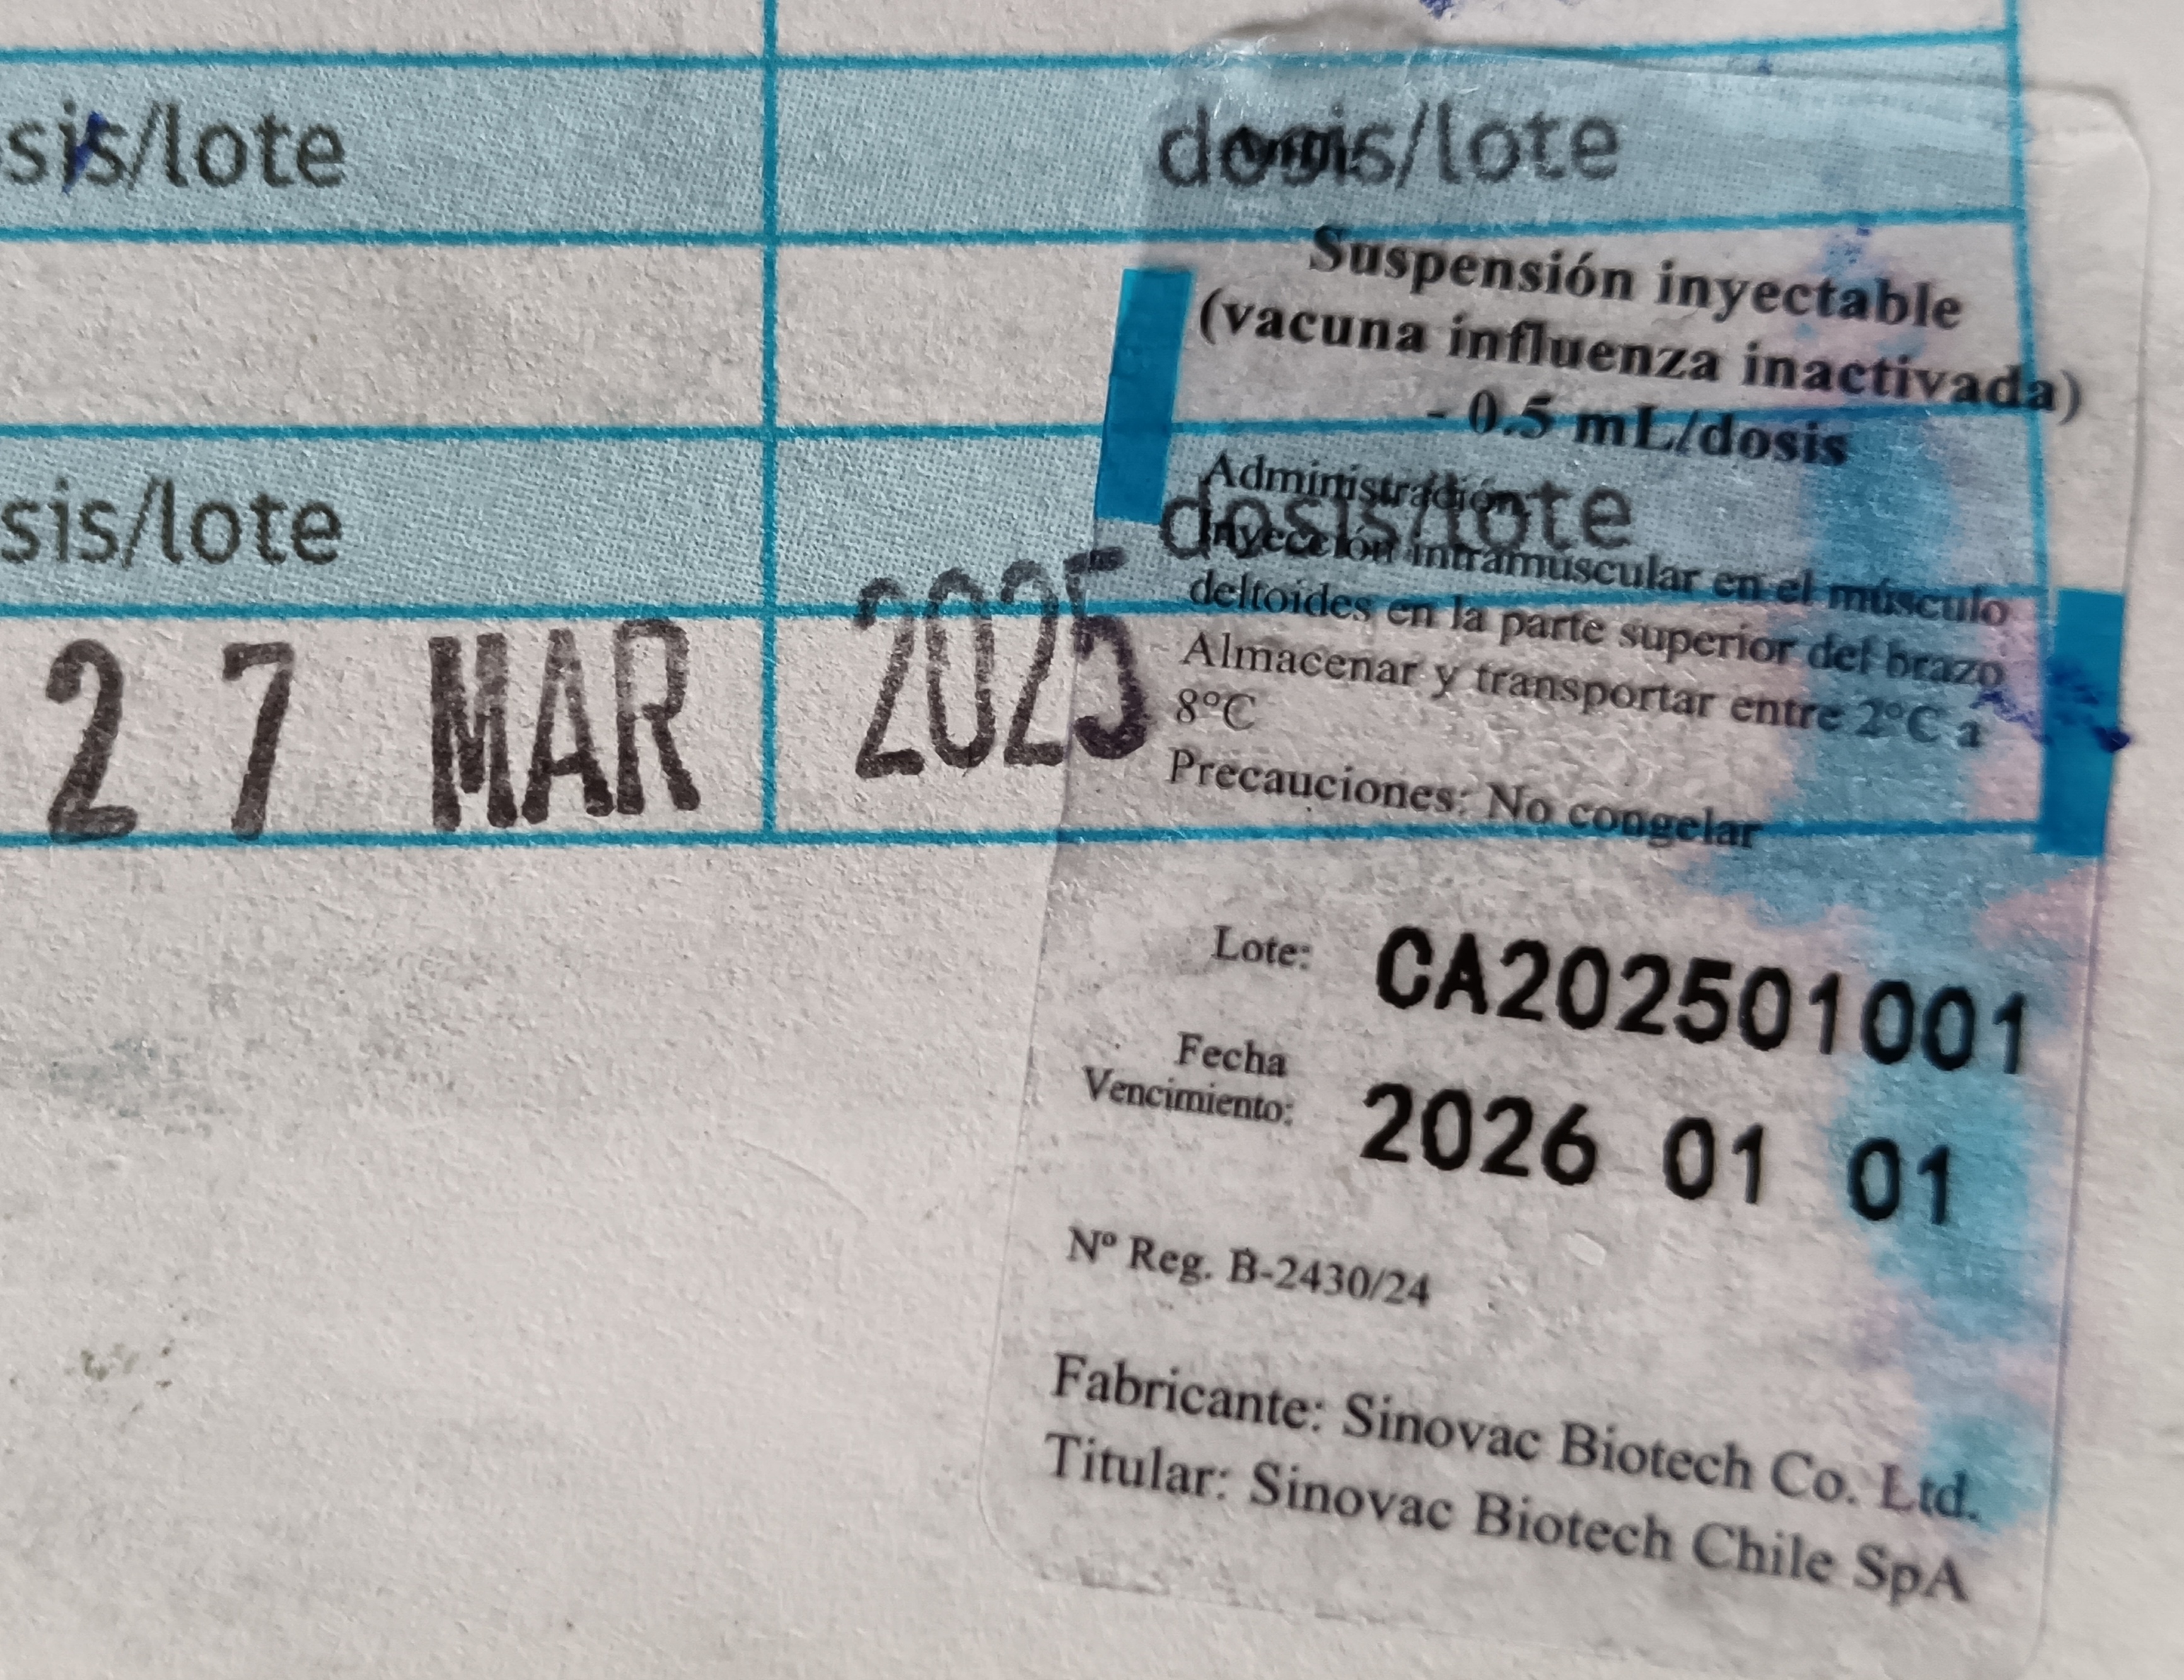 sis/lote
dosis/lote
Suspensión inyectable
(vacuna influenza inactivada)
- 0.5 mL/dosis
sis/lote
dosis/lote
Administración:
Inyección intramuscular en el músculo
deltoides en la parte superior del brazo
Almacenar y transportar entre 2°C a
8°C
Precauciones: No congelar
27 MAR 2025
Lote: CA202501001
Fecha
Vencimiento: 2026 01 01
Nº Reg. B-2430/24
Fabricante: Sinovac Biotech Co. Ltd.
Titular: Sinovac Biotech Chile SpA